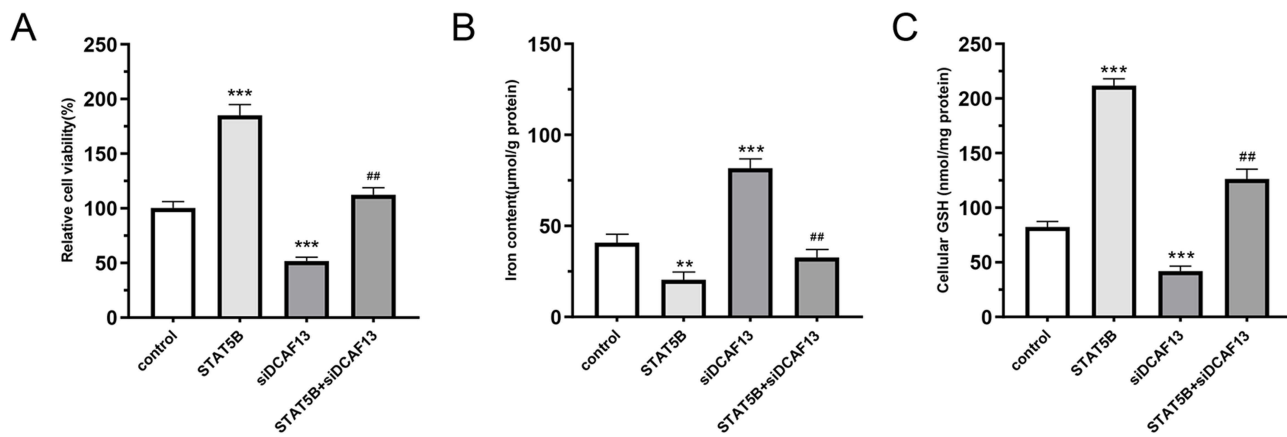 A
Relative cell viability(%)
250
200
150
100
50
0
***
***
##
control
STAT5B
siDCAF13
STAT5B+siDCAF13
B
Iron content(μmol/g protein)
150
100
50
0
**
***
##
control
STAT5B
siDCAF13
STAT5B+siDCAF13
C
Cellular GSH (nmol/mg protein)
250
200
150
100
50
0
***
***
##
control
STAT5B
siDCAF13
STAT5B+siDCAF13